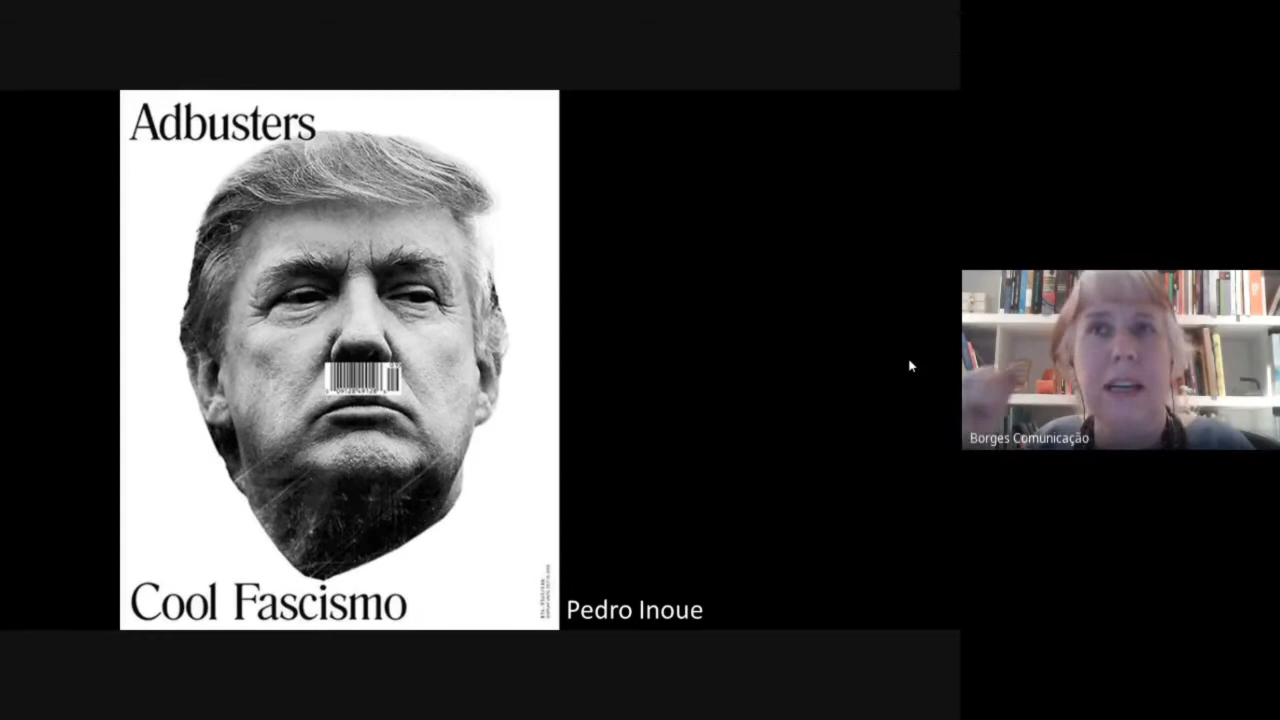 Adbusters
Cool Fascismo
Pedro Inoue
Borges Comunicação